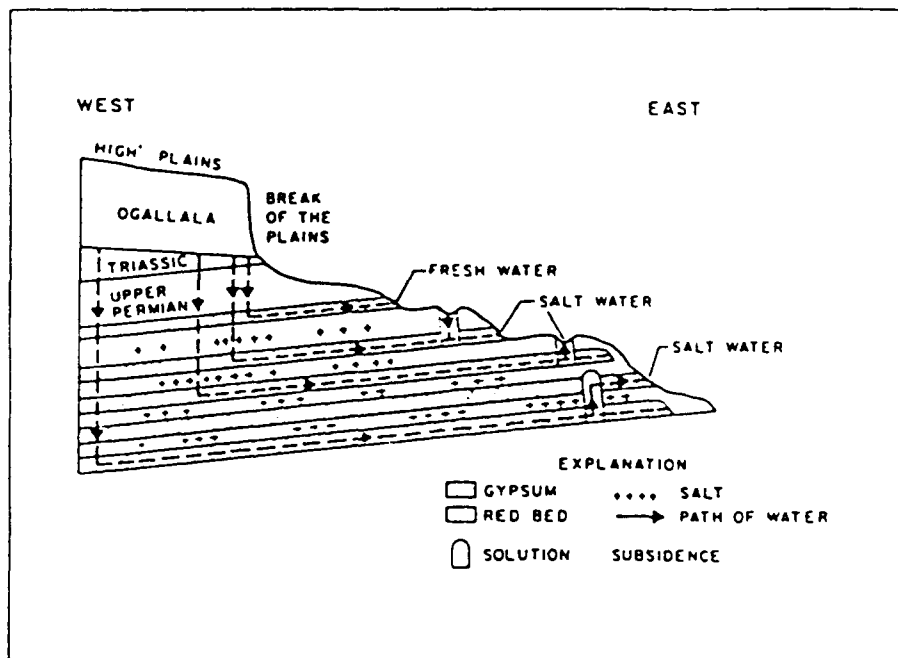 WEST
EAST
HIGH' PLAINS
OGALLALA
BREAK
OF THE
PLAINS
TRIASSIC
UPPER
PERMIAN
FRESH WATER
SALT WATER
SALT WATER
EXPLANATION
GYPSUM
SALT
RED BED
PATH OF WATER
SOLUTION SUBSIDENCE